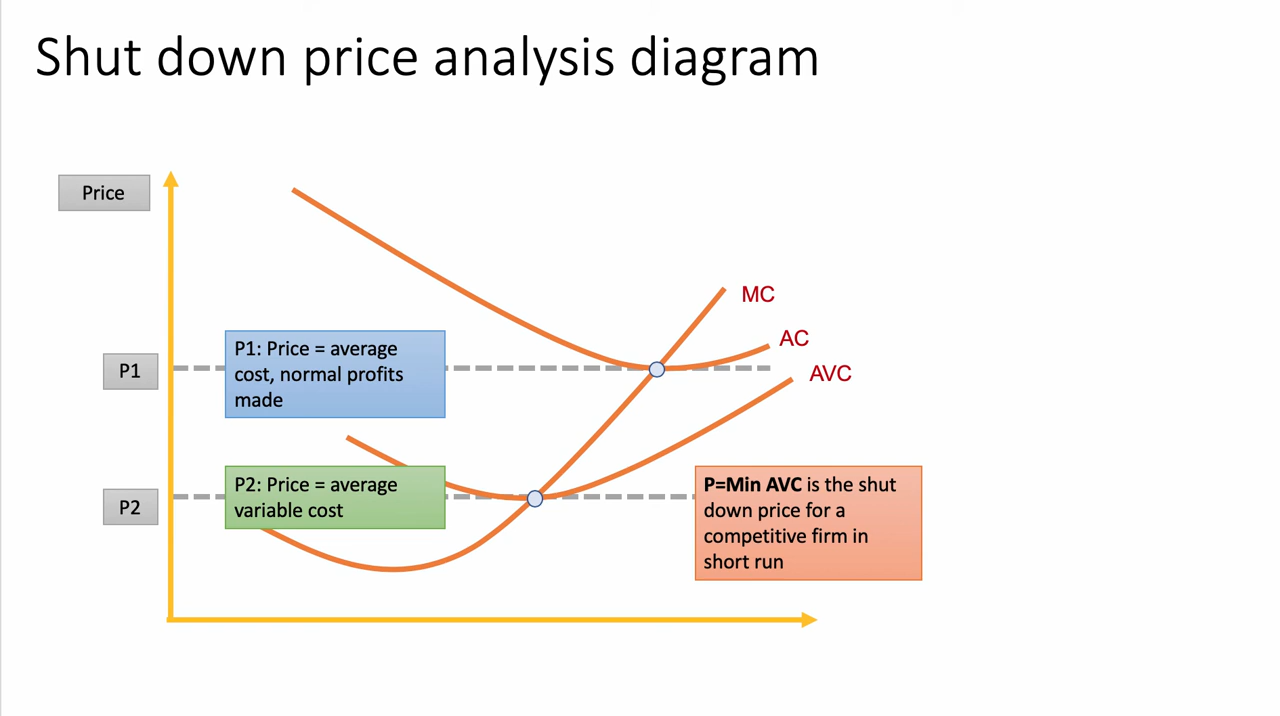 Shut down price analysis diagram
Price
MC
AC
P1
P1: Price = average
cost, normal profits
made
AVC
P2
P2: Price = average
variable cost
P=Min AVC is the shut
down price for a
competitive firm in
short run